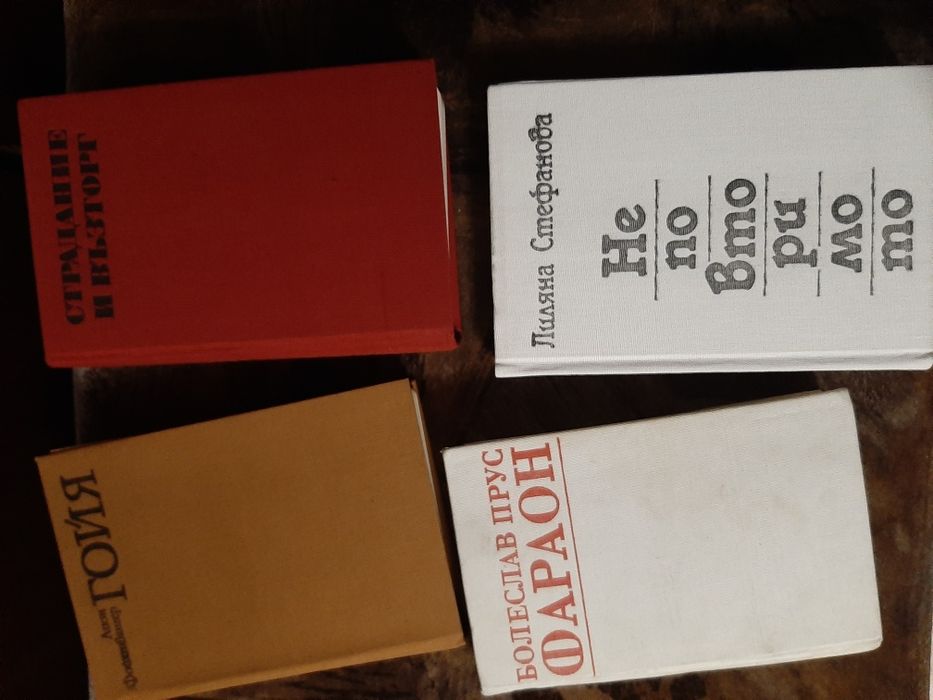 СТРАДАНИЕ
И ВЪЗТОРГ
Лиляна Стефанова
Не
по
вто
ри
мо
то
Лион
Фойхтвангер
ГОЙЯ
БОЛЕСЛАВ ПРУС
ФАРАОН